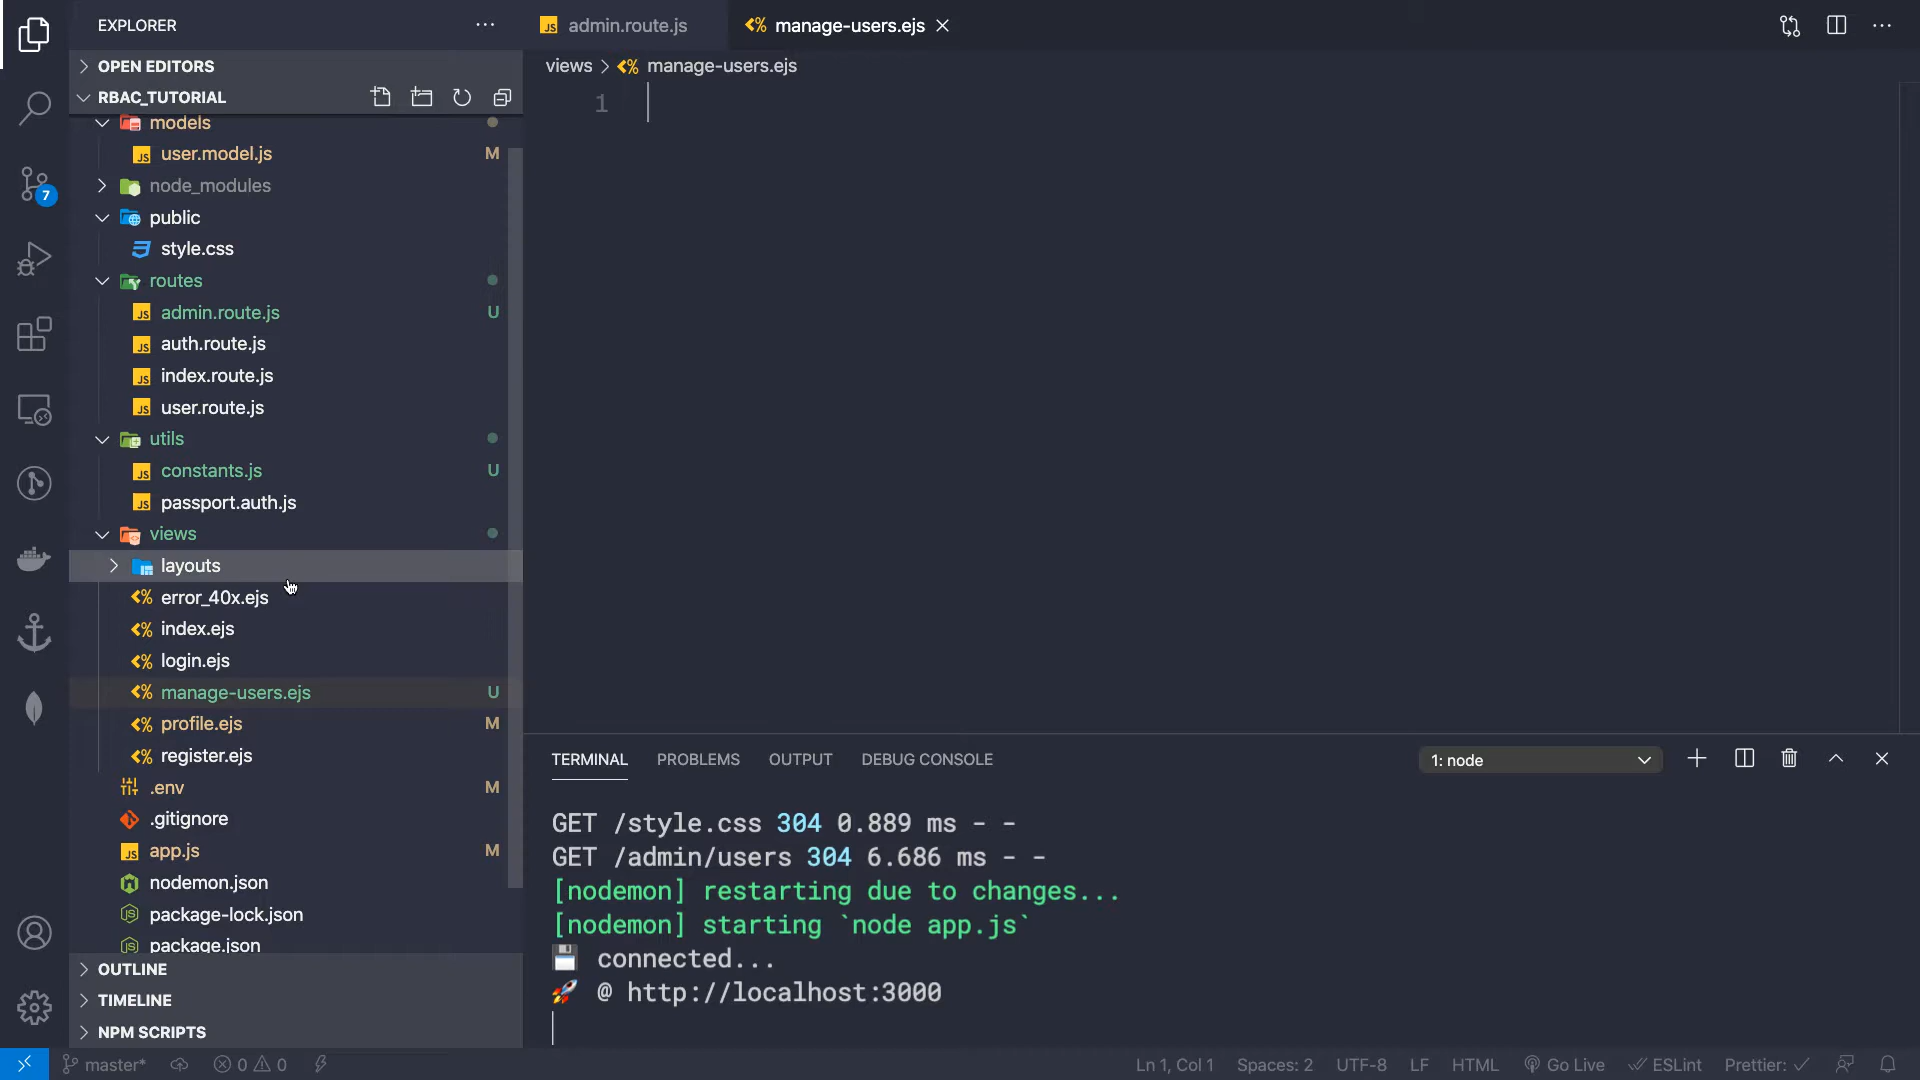 EXPLORER
OPEN EDITORS
RBAC_TUTORIAL
models
user.model.js M
node_modules
public
style.css
routes
admin.route.js U
auth.route.js
index.route.js
user.route.js
utils
constants.js U
passport.auth.js
views
layouts
error_40x.ejs
index.ejs
login.ejs
manage-users.ejs U
profile.ejs M
register.ejs
.env M
.gitignore
app.js M
nodemon.json
package-lock.json
package.json
OUTLINE
TIMELINE
NPM SCRIPTS
7
admin.route.js
manage-users.ejs
views > manage-users.ejs
1
TERMINAL PROBLEMS OUTPUT DEBUG CONSOLE
1: node
GET /style.css 304 0.889 ms - -
GET /admin/users 304 6.686 ms - -
[nodemon] restarting due to changes...
[nodemon] starting `node app.js`
💾 connected...
🚀 @ http://localhost:3000
master* 0 0 Ln 1, Col 1 Spaces: 2 UTF-8 LF HTML Go Live ESLint Prettier: ✓